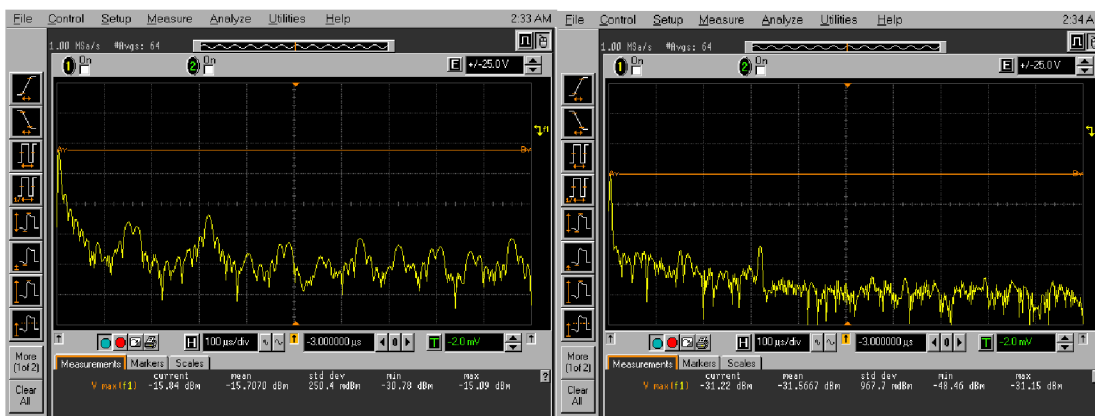 File Control Setup Measure Analyze Utilities Help 2:33 AM
1.00 MSa/s #Avgs: 64
1 On 2 On E +/-25.0 V
f1
H 100 µs/div -3.000000 µs 0 T -2.0 mV
More (1of 2)
Clear All
Measurements Markers Scales
current mean std dev min max
V max(f1) -15.84 dBm -15.7070 dBm 250.4 mdBm -30.78 dBm -15.09 dBm
?
File Control Setup Measure Analyze Utilities Help 2:34 A
1.00 MSa/s #Avgs: 64
1 On 2 On E +/-25.0 V
H 100 µs/div -3.000000 µs 0 T -2.0 mV
More (1of 2)
Clear All
Measurements Markers Scales
current mean std dev min max
V max(f1) -31.22 dBm -31.5667 dBm 967.7 mdBm -48.46 dBm -31.15 dBm
?